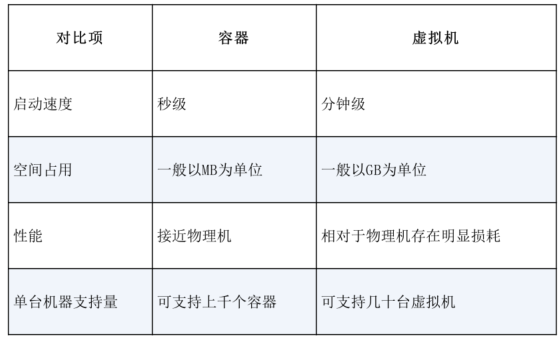 对比项 容器 虚拟机
启动速度 秒级 分钟级
空间占用 一般以MB为单位 一般以GB为单位
性能 接近物理机 相对于物理机存在明显损耗
单台机器支持量 可支持上千个容器 可支持几十台虚拟机